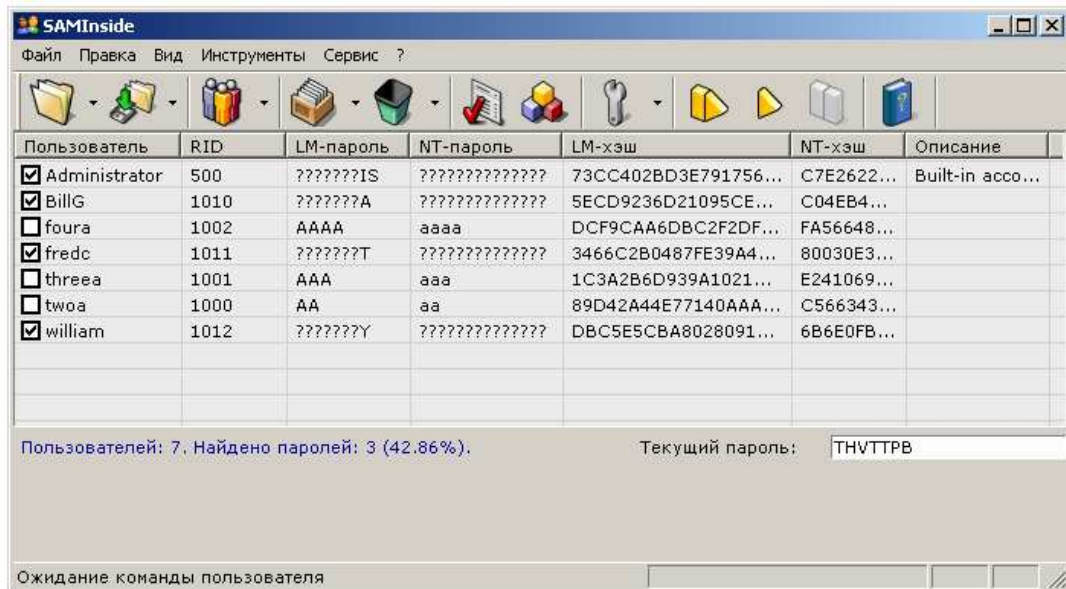 SAMInside
Файл Правка Вид Инструменты Сервис ?
Пользователь RID LM-пароль NT-пароль LM-хэш NT-хэш Описание
Administrator 500 ???????IS ?????????????? 73CC402BD3E791756... C7E2622... Built-in acco...
BillG 1010 ???????A ?????????????? 5ECD9236D21095CE... C04EB4...
foura 1002 AAAA aaaa DCF9CAA6DBC2F2DF... FA56648...
fredc 1011 ???????T ?????????????? 3466C2B0487FE39A4... 80030E3...
threea 1001 AAA aaa 1C3A2B6D939A1021... E241069...
twoa 1000 AA aa 89D42A44E77140AAA... C566343...
william 1012 ???????Y ?????????????? DBC5E5CBA8028091... 6B6E0FB...
Пользователей: 7. Найдено паролей: 3 (42.86%). Текущий пароль: THVTTPB
Ожидание команды пользователя